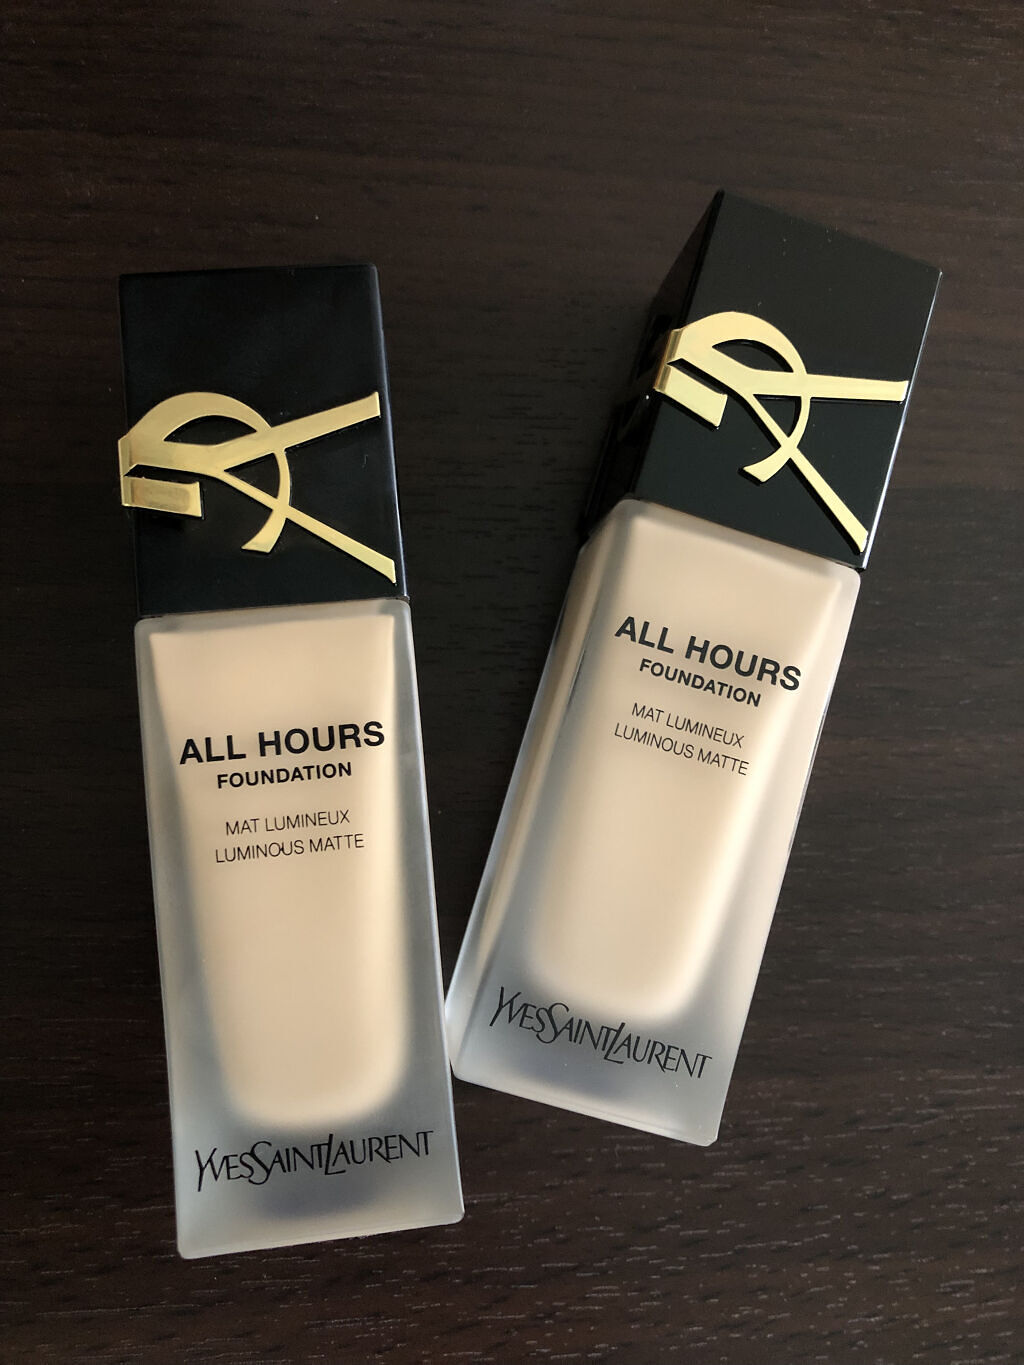 ALL HOURS
FOUNDATION
MAT LUMINEUX
LUMINOUS MATTE
YVESSAINTLAURENT
ALL HOURS
FOUNDATION
MAT LUMINEUX
LUMINOUS MATTE
YVESSAINTLAURENT